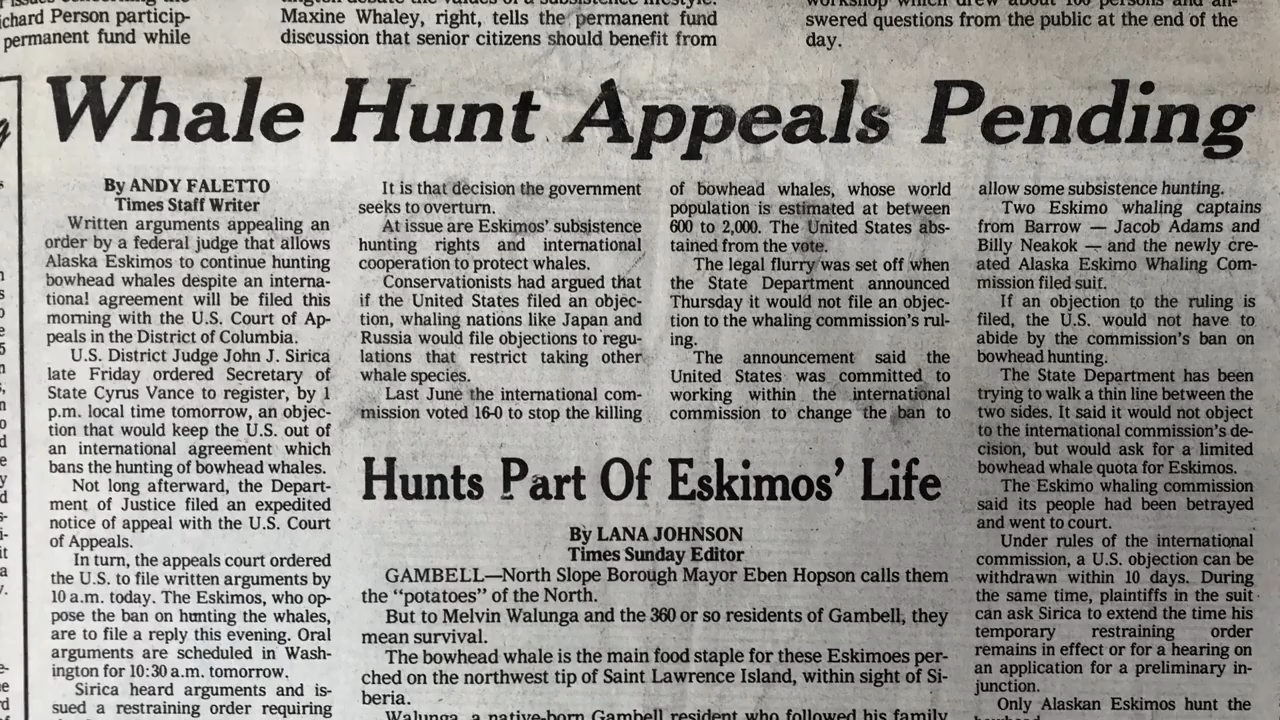 ichard Person particip-
permanent fund while
Maxine Whaley, right, tells the permanent fund
discussion that senior citizens should benefit from
workshop which drew about 100 persons and an-
swered questions from the public at the end of the
day.
Whale Hunt Appeals Pending
By ANDY FALETTO
Times Staff Writer
Written arguments appealing an
order by a federal judge that allows
Alaska Eskimos to continue hunting
bowhead whales despite an interna-
tional agreement will be filed this
morning with the U.S. Court of Ap-
peals in the District of Columbia.
U.S. District Judge John J. Sirica
late Friday ordered Secretary of
State Cyrus Vance to register, by 1
p.m. local time tomorrow, an objec-
tion that would keep the U.S. out of
an international agreement which
bans the hunting of bowhead whales.
Not long afterward, the Depart-
ment of Justice filed an expedited
notice of appeal with the U.S. Court
of Appeals.
In turn, the appeals court ordered
the U.S. to file written arguments by
10 a.m. today. The Eskimos, who op-
pose the ban on hunting the whales,
are to file a reply this evening. Oral
arguments are scheduled in Wash-
ington for 10:30 a.m. tomorrow.
Sirica heard arguments and is-
sued a restraining order requiring
It is that decision the government
seeks to overturn.
At issue are Eskimos' subsistence
hunting rights and international
cooperation to protect whales.
Conservationists had argued that
if the United States filed an objec-
tion, whaling nations like Japan and
Russia would file objections to regu-
lations that restrict taking other
whale species.
Last June the international com-
mission voted 16-0 to stop the killing
of bowhead whales, whose world
population is estimated at between
600 to 2,000. The United States abs-
tained from the vote.
The legal flurry was set off when
the State Department announced
Thursday it would not file an objec-
tion to the whaling commission's rul-
ing.
The announcement said the
United States was committed to
working within the international
commission to change the ban to
allow some subsistence hunting.
Two Eskimo whaling captains
from Barrow — Jacob Adams and
Billy Neakok — and the newly cre-
ated Alaska Eskimo Whaling Com-
mission filed suit.
If an objection to the ruling is
filed, the U.S. would not have to
abide by the commission's ban on
bowhead hunting.
The State Department has been
trying to walk a thin line between the
two sides. It said it would not object
to the international commission's de-
cision, but would ask for a limited
bowhead whale quota for Eskimos.
The Eskimo whaling commission
said its people had been betrayed
and went to court.
Under rules of the international
commission, a U.S. objection can be
withdrawn within 10 days. During
the same time, plaintiffs in the suit
can ask Sirica to extend the time his
temporary restraining order
remains in effect or for a hearing on
an application for a preliminary in-
junction.
Only Alaskan Eskimos hunt the
Hunts Part Of Eskimos' Life
By LANA JOHNSON
Times Sunday Editor
GAMBELL—North Slope Borough Mayor Eben Hopson calls them
the "potatoes" of the North.
But to Melvin Walunga and the 360 or so residents of Gambell, they
mean survival.
The bowhead whale is the main food staple for these Eskimoes per-
ched on the northwest tip of Saint Lawrence Island, within sight of Si-
beria.
Walunga, a native-born Gambell resident who followed his family